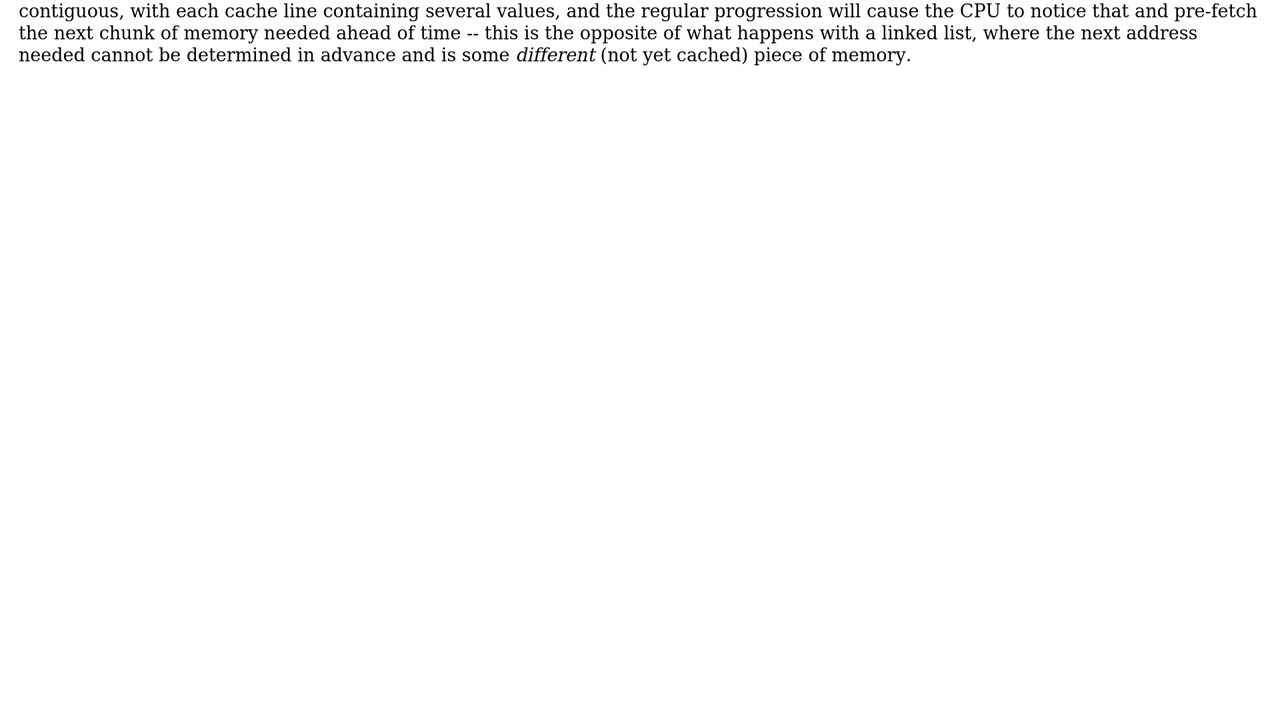 contiguous, with each cache line containing several values, and the regular progression will cause the CPU to notice that and pre-fetch
the next chunk of memory needed ahead of time -- this is the opposite of what happens with a linked list, where the next address
needed cannot be determined in advance and is some different (not yet cached) piece of memory.